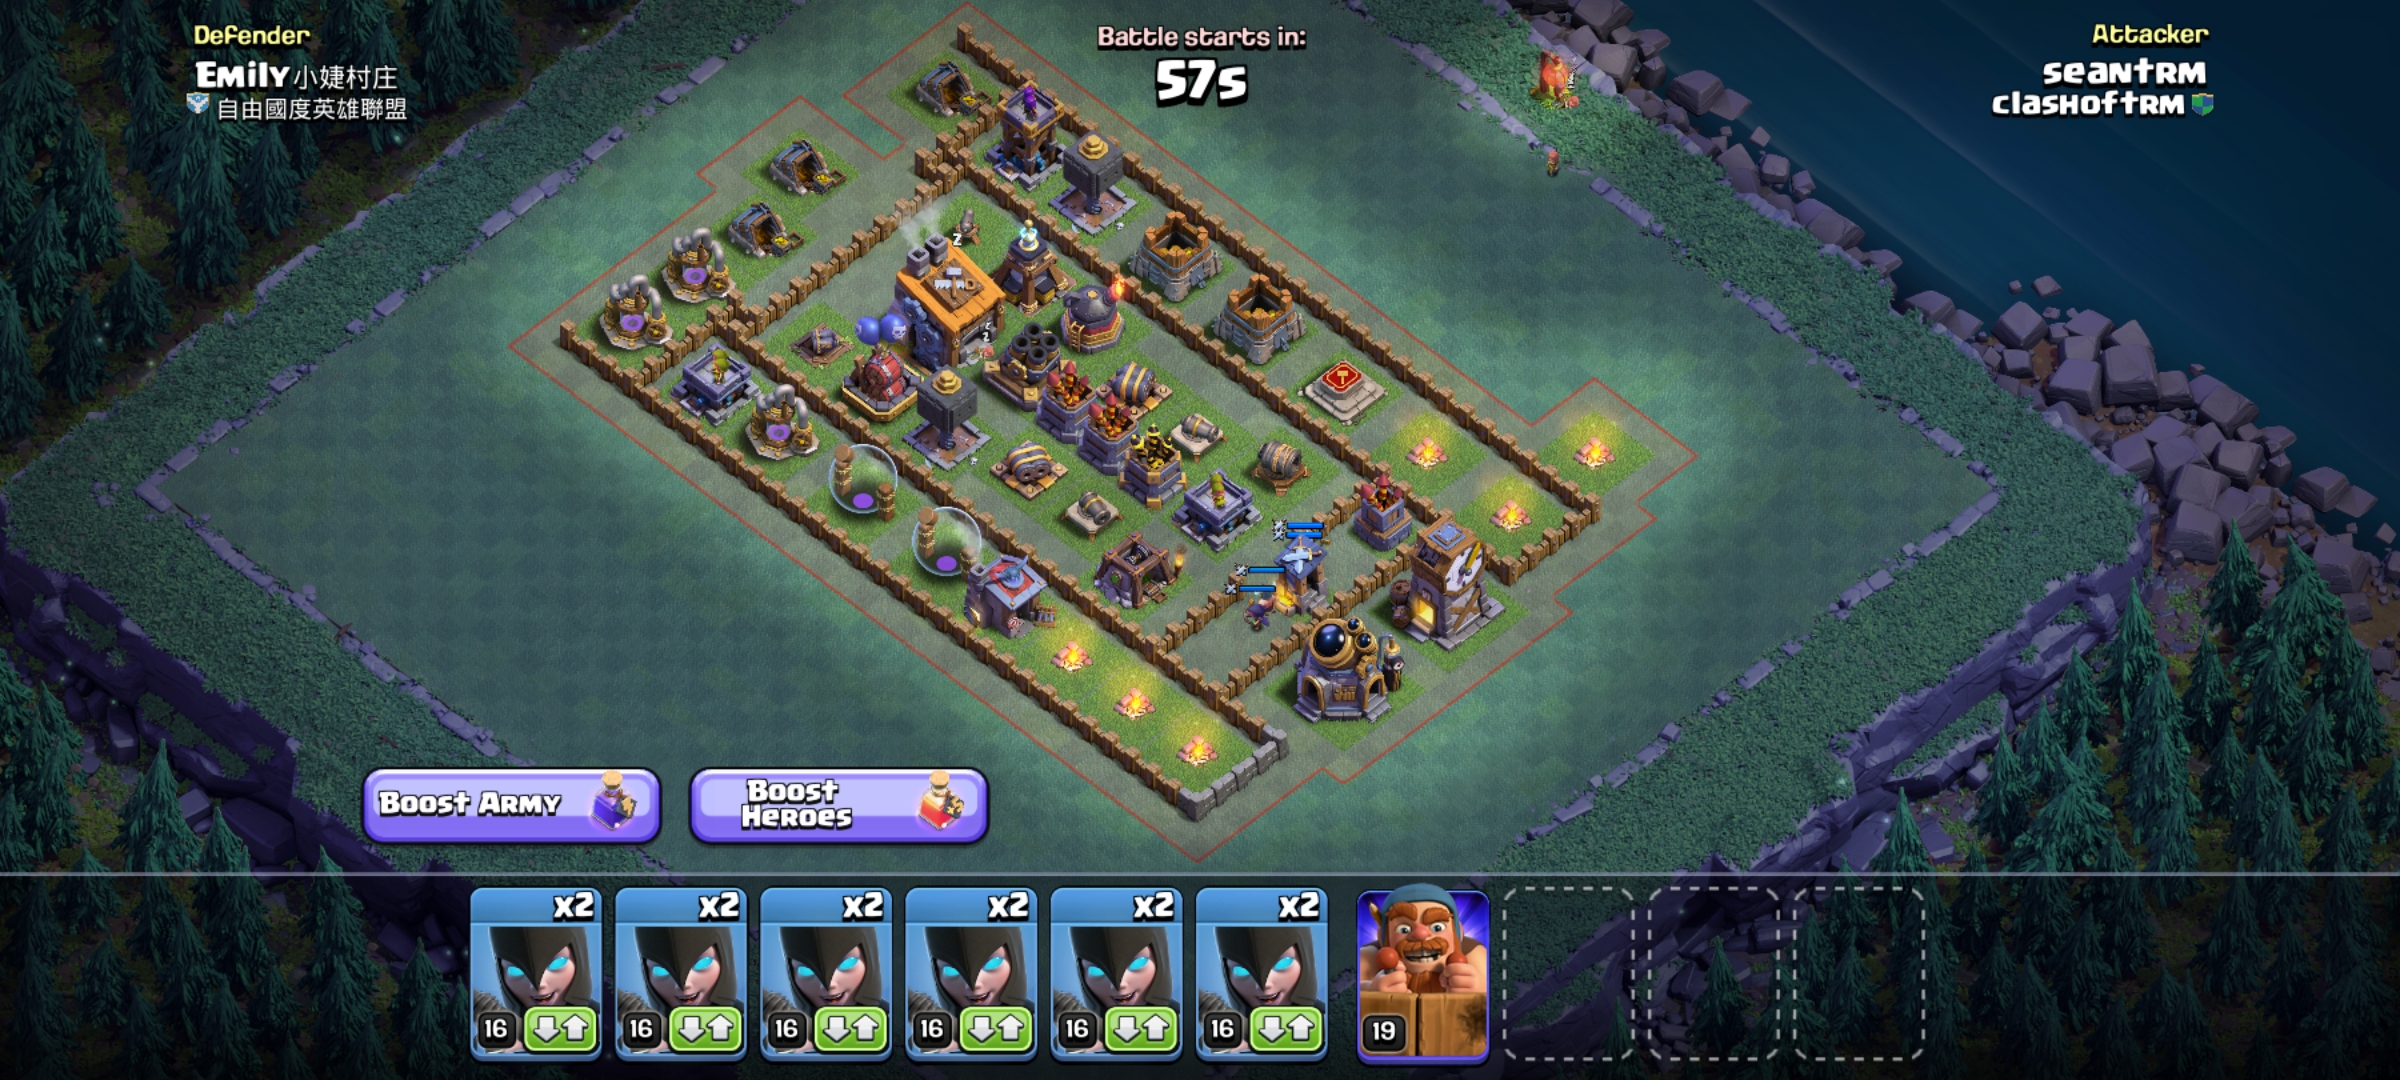 Defender
Emily小婕村庄
自由國度英雄聯盟
Battle starts in:
57s
Attacker
seantRM
clashoftRM
z
z
z
Boost Army
Boost
Heroes
x2
x2
x2
x2
x2
x2
16
16
16
16
16
16
19